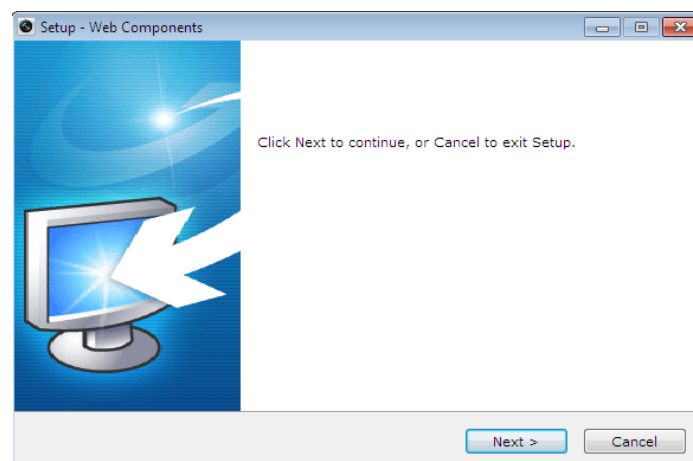 Setup - Web Components
Click Next to continue, or Cancel to exit Setup.
Next >
Cancel